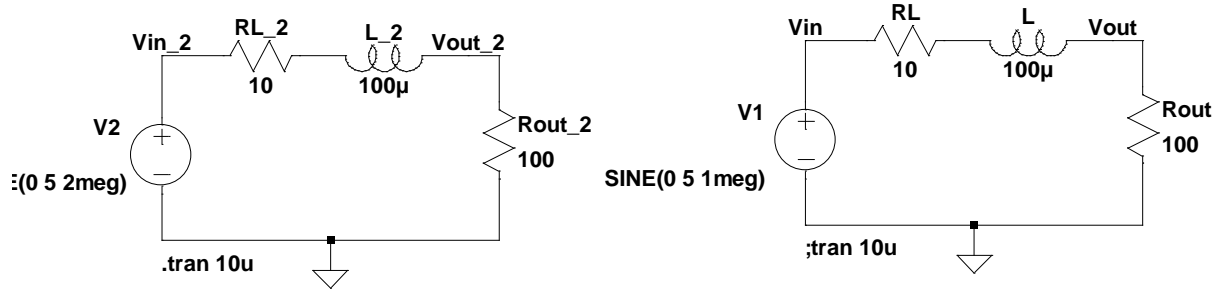 RL_2
L_2
Vin_2
Vout_2
10
100µ
V2
+
−
Rout_2
100
E(0 5 2meg)
.tran 10u
RL
L
Vin
Vout
10
100µ
V1
+
−
Rout
100
SINE(0 5 1meg)
;tran 10u